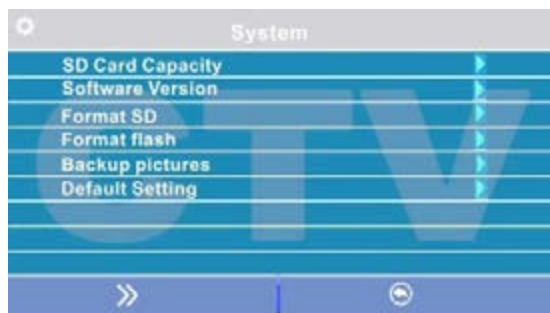 System
SD Card Capacity
Software Version
Format SD
Format flash
Backup pictures
Default Setting
CTV